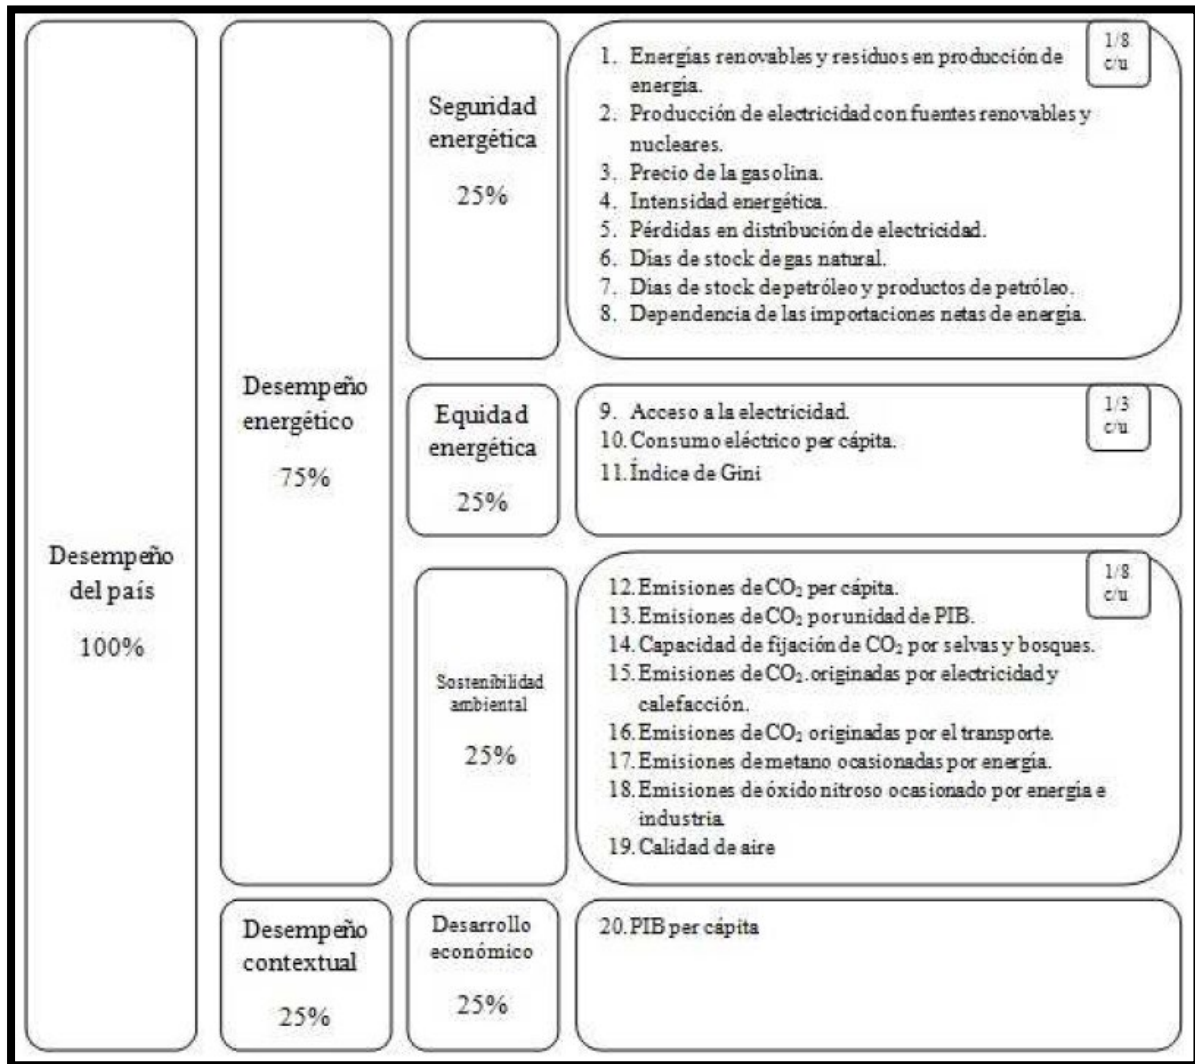 Desempeño
del país
100%
Desempeño
energético
75%
Seguridad
energética
25%
1/8
c/u
1. Energías renovables y residuos en producción de
energía.
2. Producción de electricidad con fuentes renovables y
nucleares.
3. Precio de la gasolina.
4. Intensidad energética.
5. Pérdidas en distribución de electricidad.
6. Días de stock de gas natural.
7. Días de stock de petróleo y productos de petróleo.
8. Dependencia de las importaciones netas de energía.
Equidad
energética
25%
1/3
c/u
9. Acceso a la electricidad.
10. Consumo eléctrico per cápita.
11. Índice de Gini
Sostenibilidad
ambiental
25%
1/8
c/u
12. Emisiones de CO₂ per cápita.
13. Emisiones de CO₂ por unidad de PIB.
14. Capacidad de fijación de CO₂ por selvas y bosques.
15. Emisiones de CO₂. originadas por electricidad y
calefacción.
16. Emisiones de CO₂ originadas por el transporte.
17. Emisiones de metano ocasionadas por energía.
18. Emisiones de óxido nitroso ocasionado por energía e
industria.
19. Calidad de aire
Desempeño
contextual
25%
Desarrollo
económico
25%
20. PIB per cápita